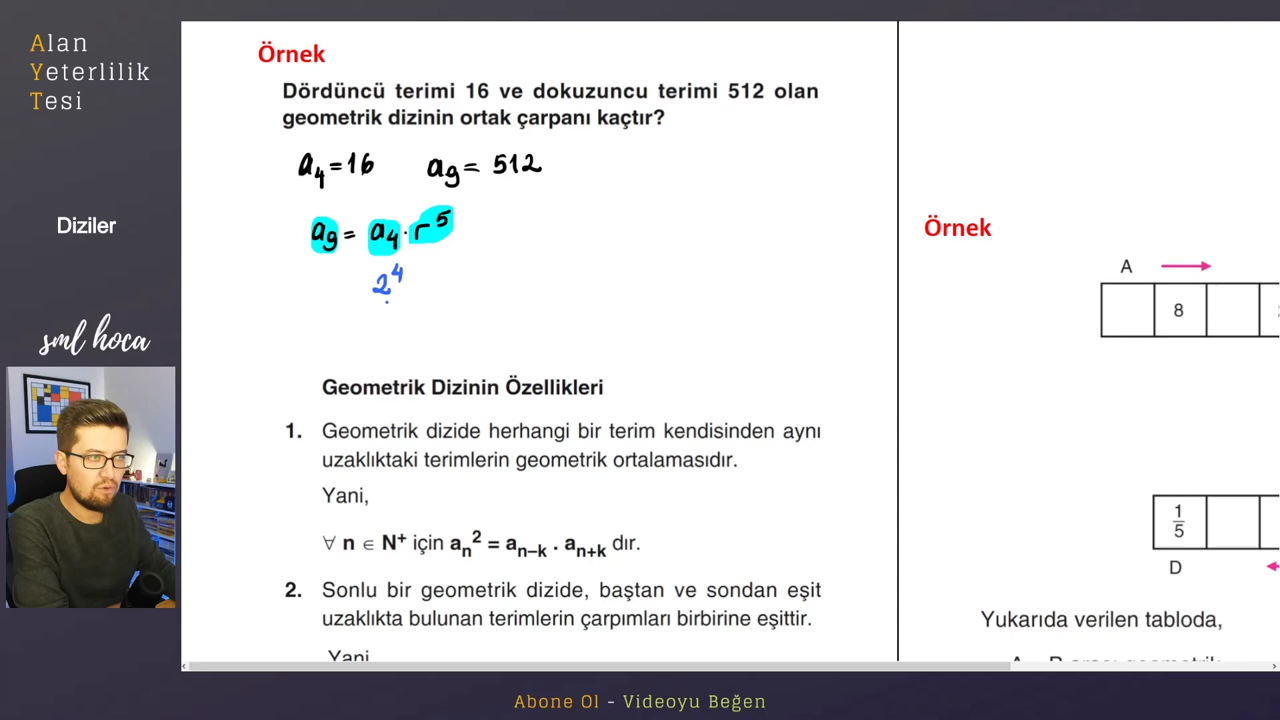 Alan
Yeterlilik
Tesi
Diziler
sml hoca
Örnek
Dördüncü terimi 16 ve dokuzuncu terimi 512 olan
geometrik dizinin ortak çarpanı kaçtır?
a₄ = 16 a₉ = 512
a₉ = a₄ · r⁵
2⁴
Geometrik Dizinin Özellikleri
1. Geometrik dizide herhangi bir terim kendisinden aynı
uzaklıktaki terimlerin geometrik ortalamasıdır.
Yani,
∀ n ∈ N⁺ için aₙ² = aₙ₋ₖ . aₙ₊ₖ dır.
2. Sonlu bir geometrik dizide, baştan ve sondan eşit
uzaklıkta bulunan terimlerin çarpımları birbirine eşittir.
Yani
Örnek
A
8
1/5
D
Yukarıda verilen tabloda,
Abone Ol - Videoyu Beğen